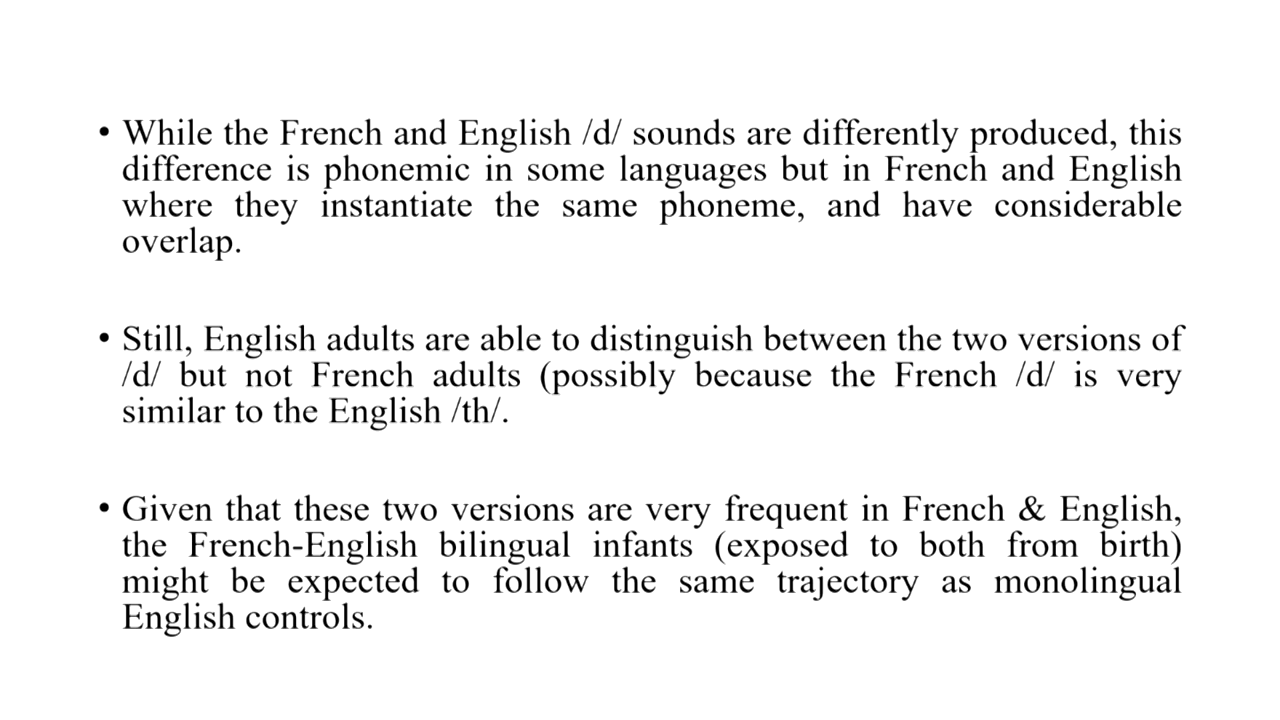 • While the French and English /d/ sounds are differently produced, this
difference is phonemic in some languages but in French and English
where they instantiate the same phoneme, and have considerable
overlap.
• Still, English adults are able to distinguish between the two versions of
/d/ but not French adults (possibly because the French /d/ is very
similar to the English /th/.
• Given that these two versions are very frequent in French & English,
the French-English bilingual infants (exposed to both from birth)
might be expected to follow the same trajectory as monolingual
English controls.